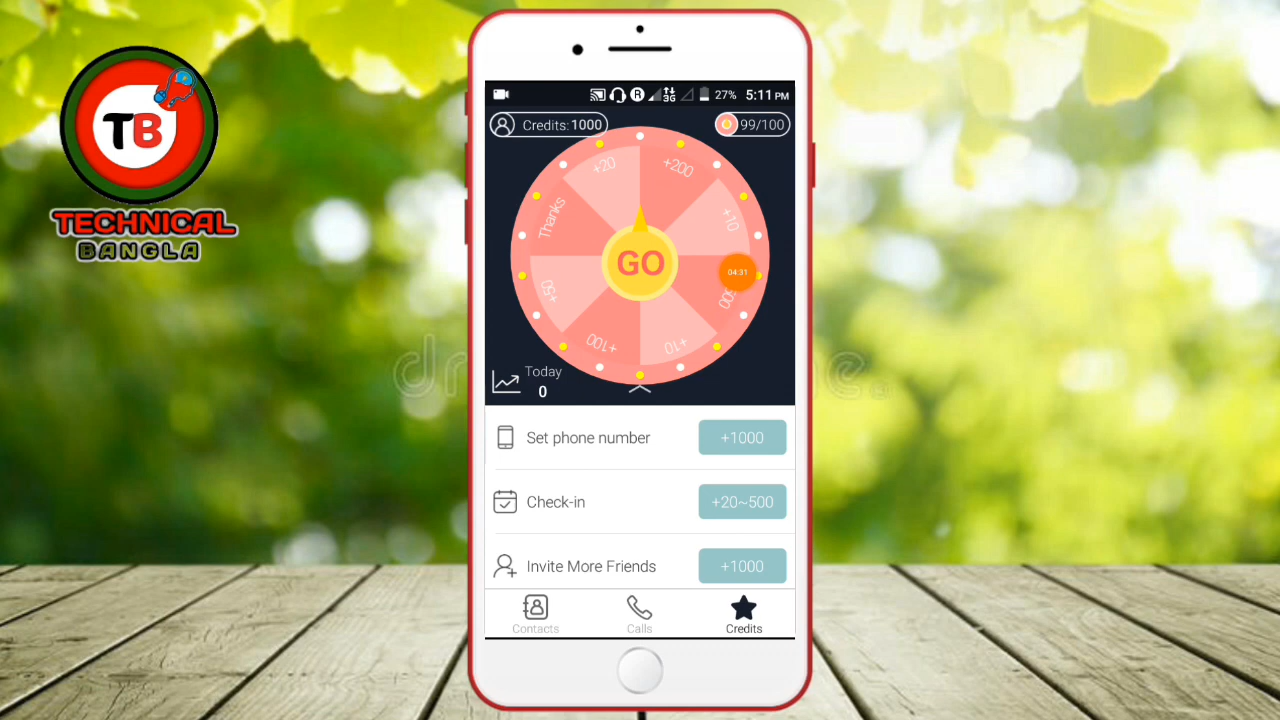 TB
TECHNICAL
BANGLA
R 3G 27% 5:11 PM
Credits: 1000
99/100
+20
+200
Thanks
+10
+50
04:31
+100
+10
GO
Today
0
Set phone number
+1000
Check-in
+20~500
Invite More Friends
+1000
Contacts
Calls
Credits